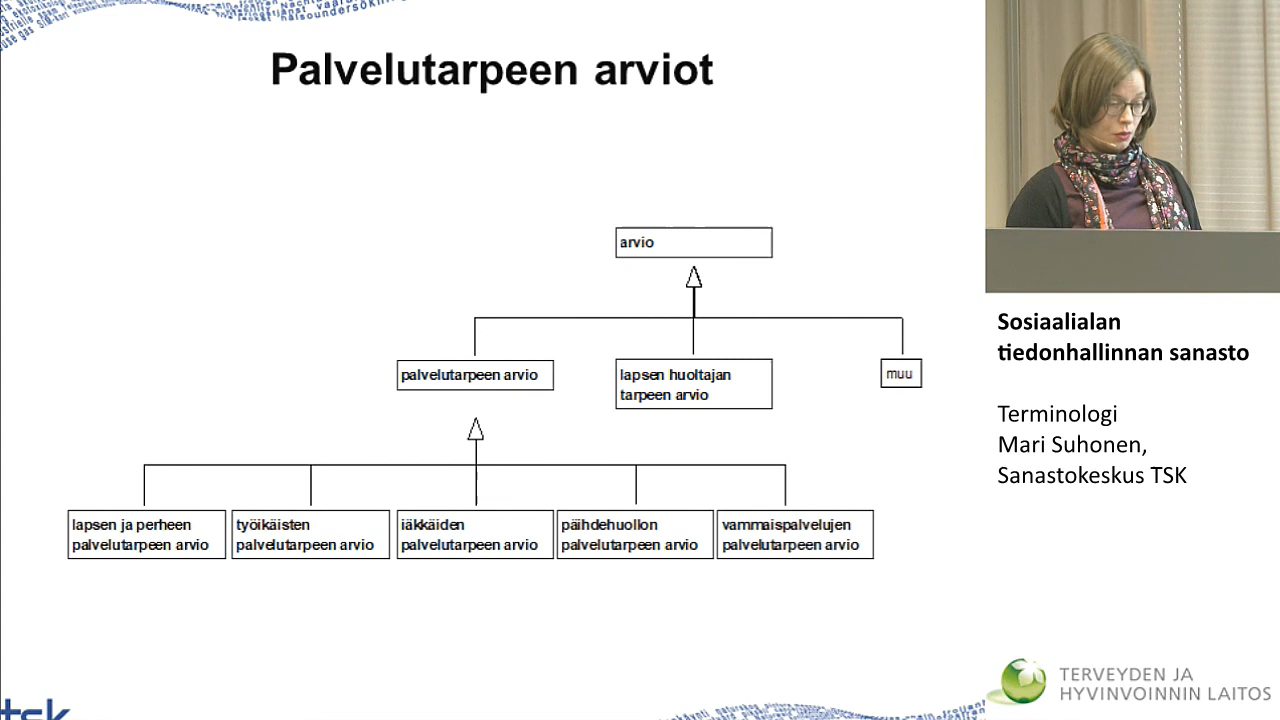 Palvelutarpeen arviot
arvio
palvelutarpeen arvio
lapsen huoltajan
tarpeen arvio
muu
lapsen ja perheen
palvelutarpeen arvio
työikäisten
palvelutarpeen arvio
iäkkäiden
palvelutarpeen arvio
päihdehuollon
palvelutarpeen arvio
vammaispalvelujen
palvelutarpeen arvio
Sosiaalialan
tiedonhallinnan sanasto
Terminologi
Mari Suhonen,
Sanastokeskus TSK
TERVEYDEN JA
HYVINVOINNIN LAITOS
tsk